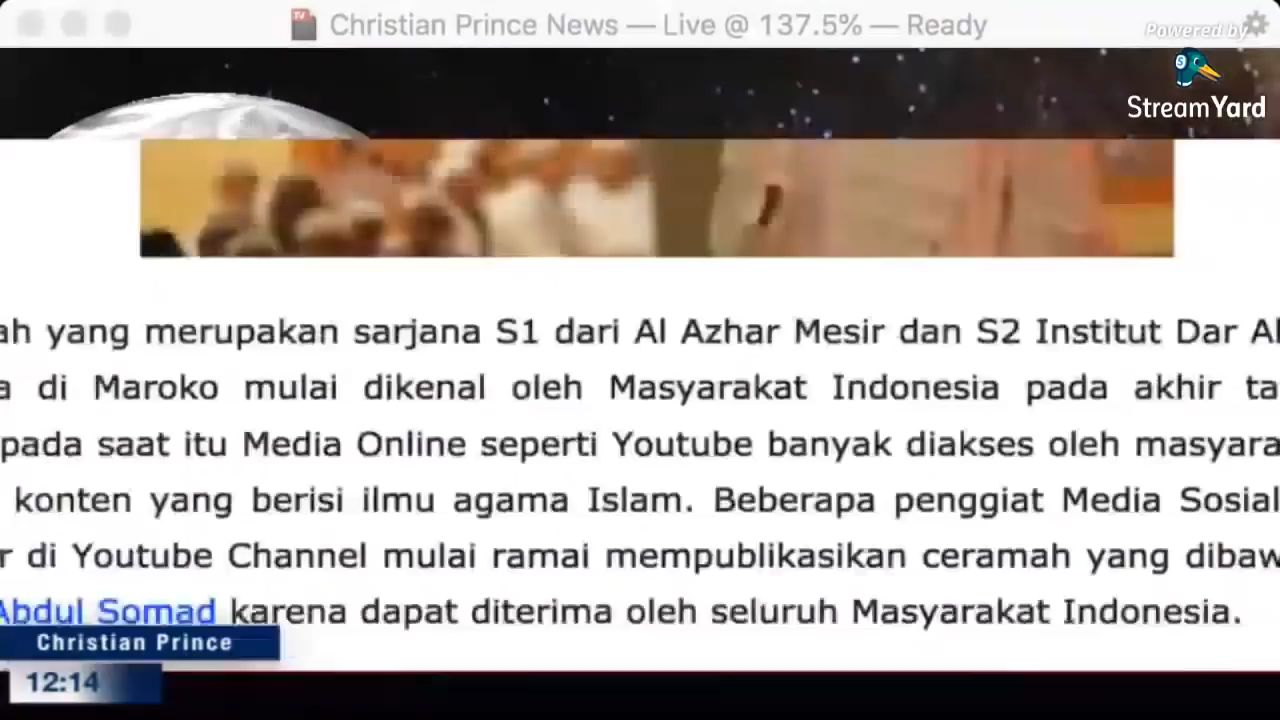 Christian Prince News — Live @ 137.5% — Ready
Powered by
StreamYard
ah yang merupakan sarjana S1 dari Al Azhar Mesir dan S2 Institut Dar Al
a di Maroko mulai dikenal oleh Masyarakat Indonesia pada akhir ta
pada saat itu Media Online seperti Youtube banyak diakses oleh masyara
konten yang berisi ilmu agama Islam. Beberapa penggiat Media Sosial
r di Youtube Channel mulai ramai mempublikasikan ceramah yang dibaw
Abdul Somad karena dapat diterima oleh seluruh Masyarakat Indonesia.
Christian Prince
12:14